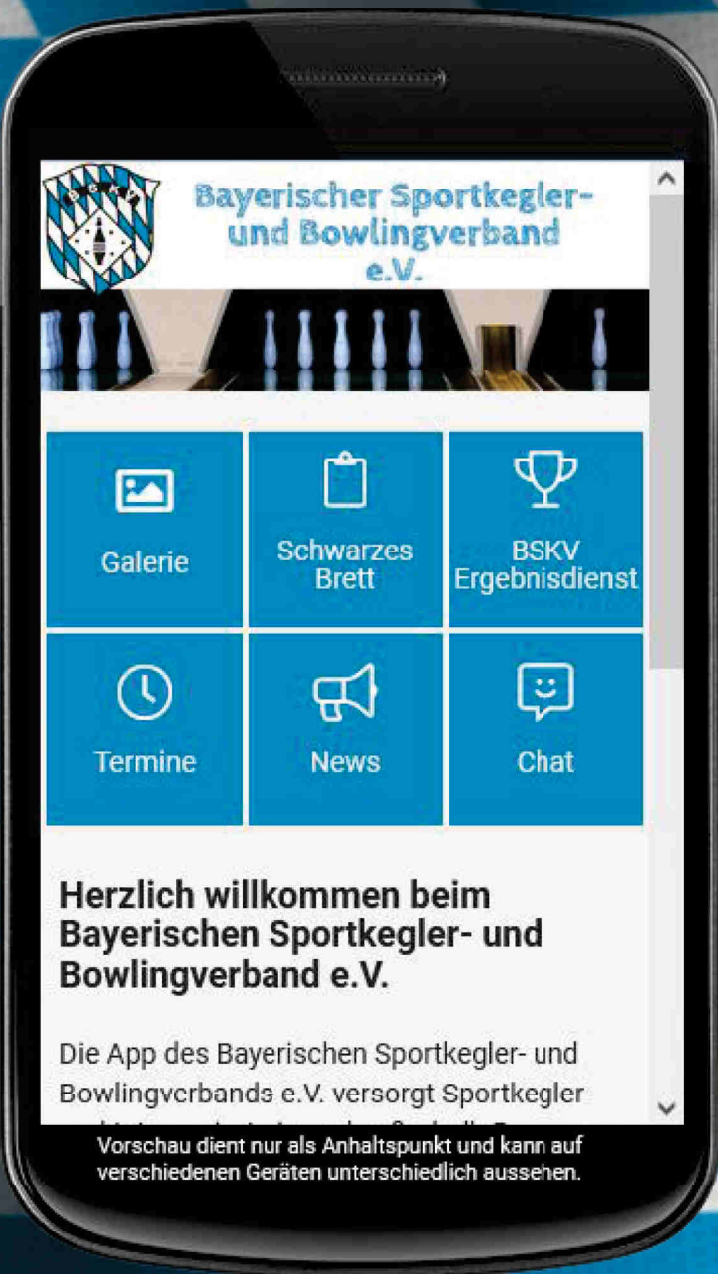 BSKV
Bayerischer Sportkegler-
und Bowlingverband
e.V.
Galerie
Schwarzes
Brett
BSKV
Ergebnisdienst
Termine
News
Chat
Herzlich willkommen beim
Bayerischen Sportkegler- und
Bowlingverband e.V.
Die App des Bayerischen Sportkegler- und
Bowlingverbands e.V. versorgt Sportkegler
Vorschau dient nur als Anhaltspunkt und kann auf
verschiedenen Geräten unterschiedlich aussehen.